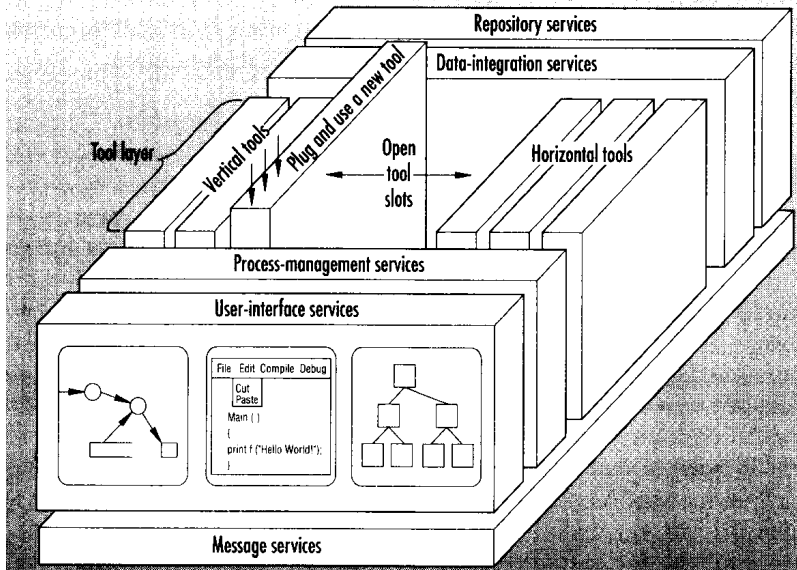 Repository services
Data-integration services
Plug and use a new tool
Vertical tools
Tool layer
Open
tool
slots
Horizontal tools
Process-management services
User-interface services
File Edit Compile Debug
Cut
Paste
Main ( )
{
print f ("Hello World!");
}
Message services